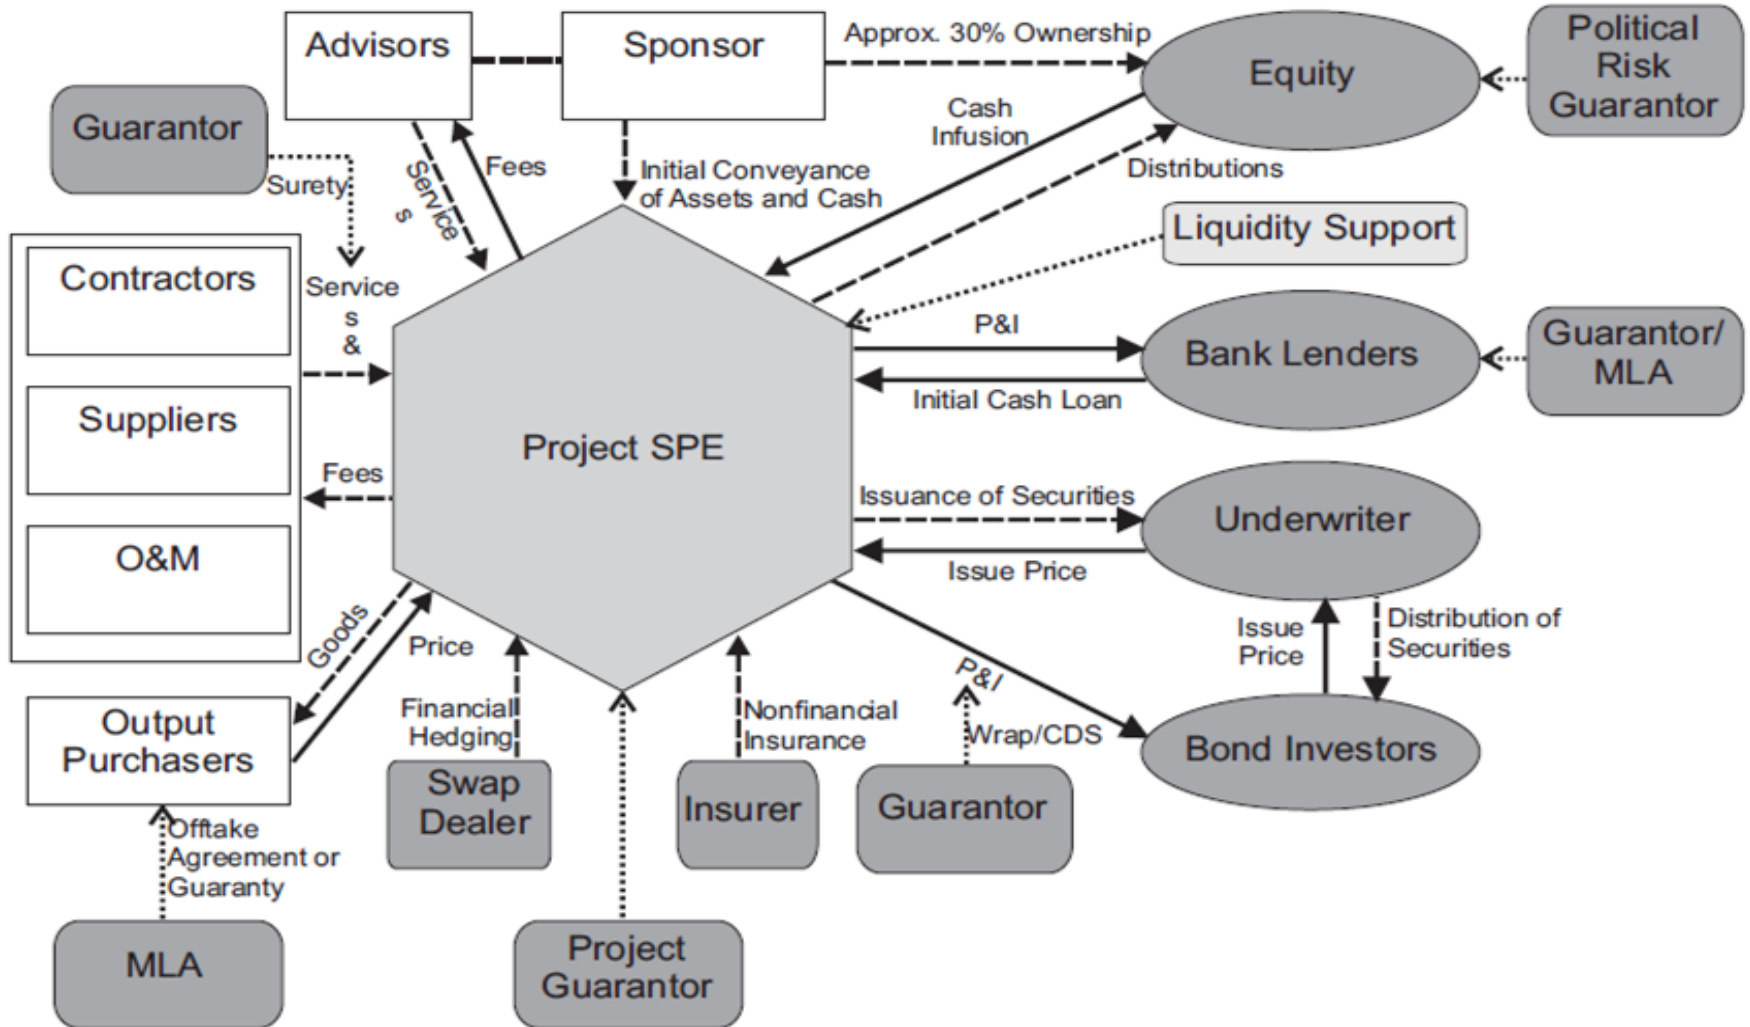 Advisors
Sponsor
Approx. 30% Ownership
Equity
Political
Risk
Guarantor
Guarantor
Surety
Service
s
Fees
Initial Conveyance
of Assets and Cash
Cash
Infusion
Distributions
Liquidity Support
Contractors
Suppliers
O&M
Service
s
&
Fees
Project SPE
P&I
Initial Cash Loan
Bank Lenders
Guarantor/
MLA
Issuance of Securities
Issue Price
Underwriter
Issue
Price
Distribution of
Securities
Bond Investors
P&I
Wrap/CDS
Guarantor
Goods
Price
Output
Purchasers
Offtake
Agreement or
Guaranty
MLA
Financial
Hedging
Swap
Dealer
Nonfinancial
Insurance
Insurer
Project
Guarantor